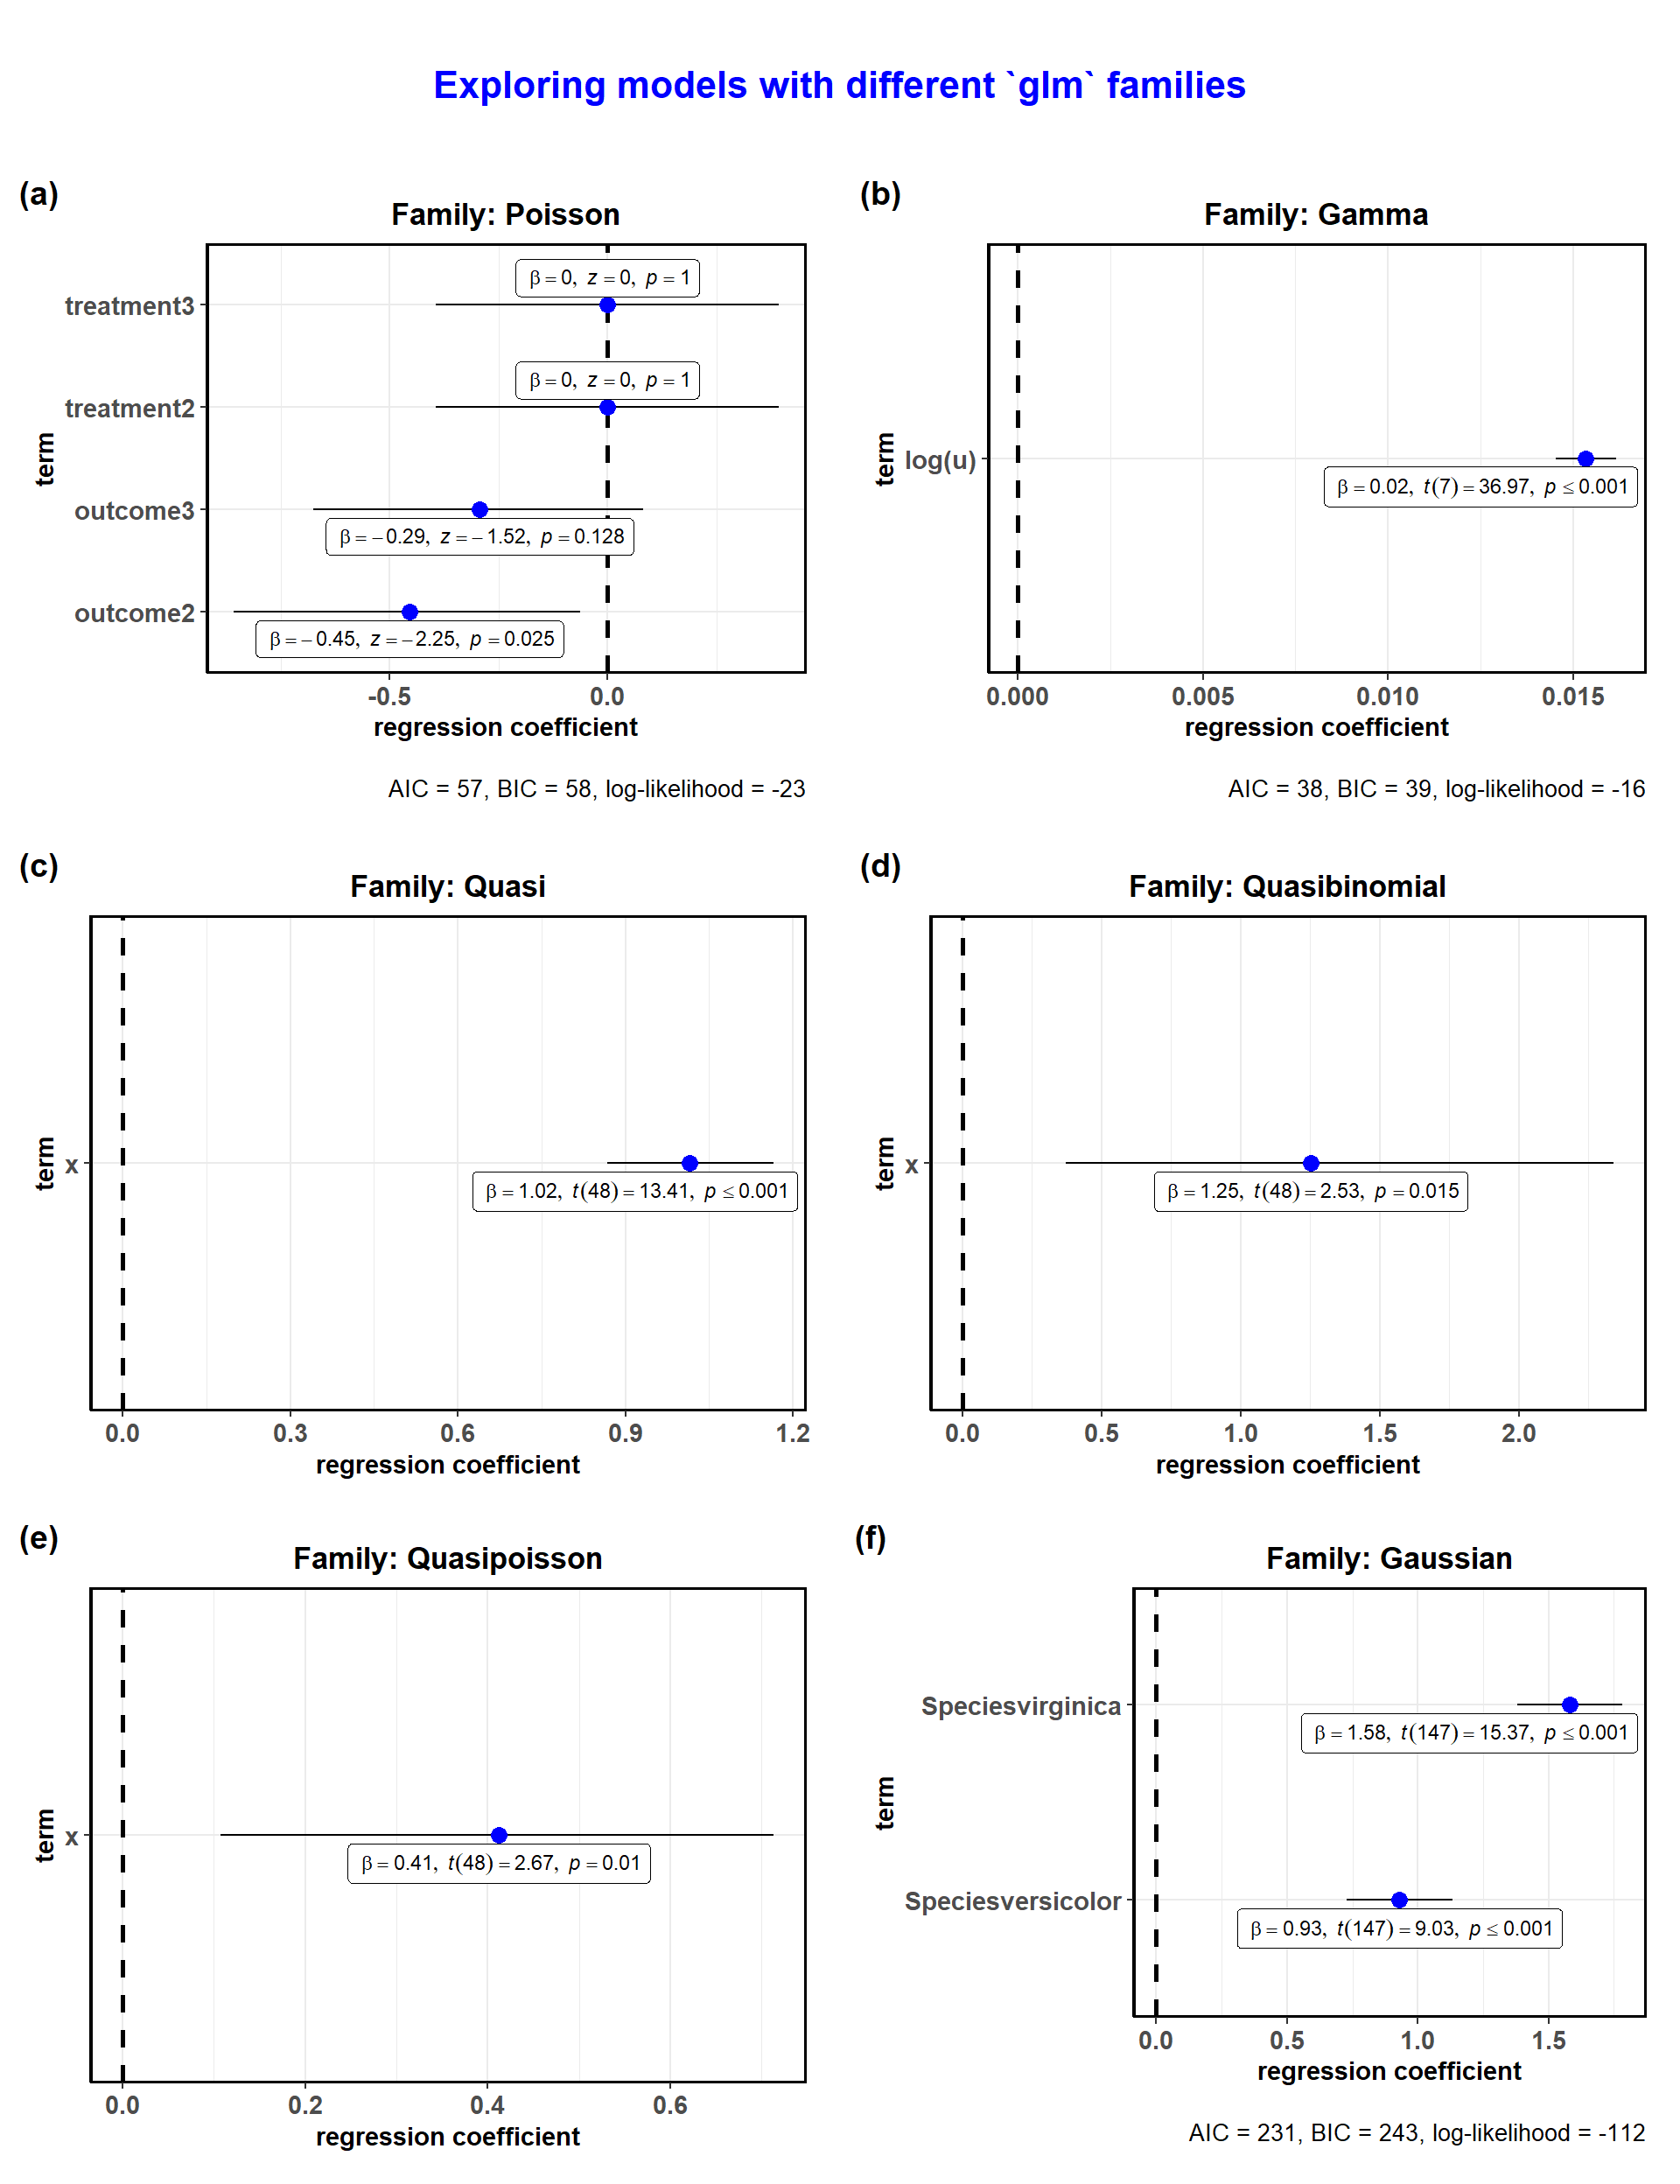 Exploring models with different `glm` families
(a)
Family: Poisson
term
treatment3
treatment2
outcome3
outcome2
β = 0, z = 0, p = 1
β = 0, z = 0, p = 1
β = −0.29, z = −1.52, p = 0.128
β = −0.45, z = −2.25, p = 0.025
-0.5 0.0
regression coefficient
AIC = 57, BIC = 58, log-likelihood = -23
(b)
Family: Gamma
term
log(u)
β = 0.02, t(7) = 36.97, p ≤ 0.001
0.000 0.005 0.010 0.015
regression coefficient
AIC = 38, BIC = 39, log-likelihood = -16
(c)
Family: Quasi
term
x
β = 1.02, t(48) = 13.41, p ≤ 0.001
0.0 0.3 0.6 0.9 1.2
regression coefficient
(d)
Family: Quasibinomial
term
x
β = 1.25, t(48) = 2.53, p = 0.015
0.0 0.5 1.0 1.5 2.0
regression coefficient
(e)
Family: Quasipoisson
term
x
β = 0.41, t(48) = 2.67, p = 0.01
0.0 0.2 0.4 0.6
regression coefficient
(f)
Family: Gaussian
term
Speciesvirginica
Speciesversicolor
β = 1.58, t(147) = 15.37, p ≤ 0.001
β = 0.93, t(147) = 9.03, p ≤ 0.001
0.0 0.5 1.0 1.5
regression coefficient
AIC = 231, BIC = 243, log-likelihood = -112